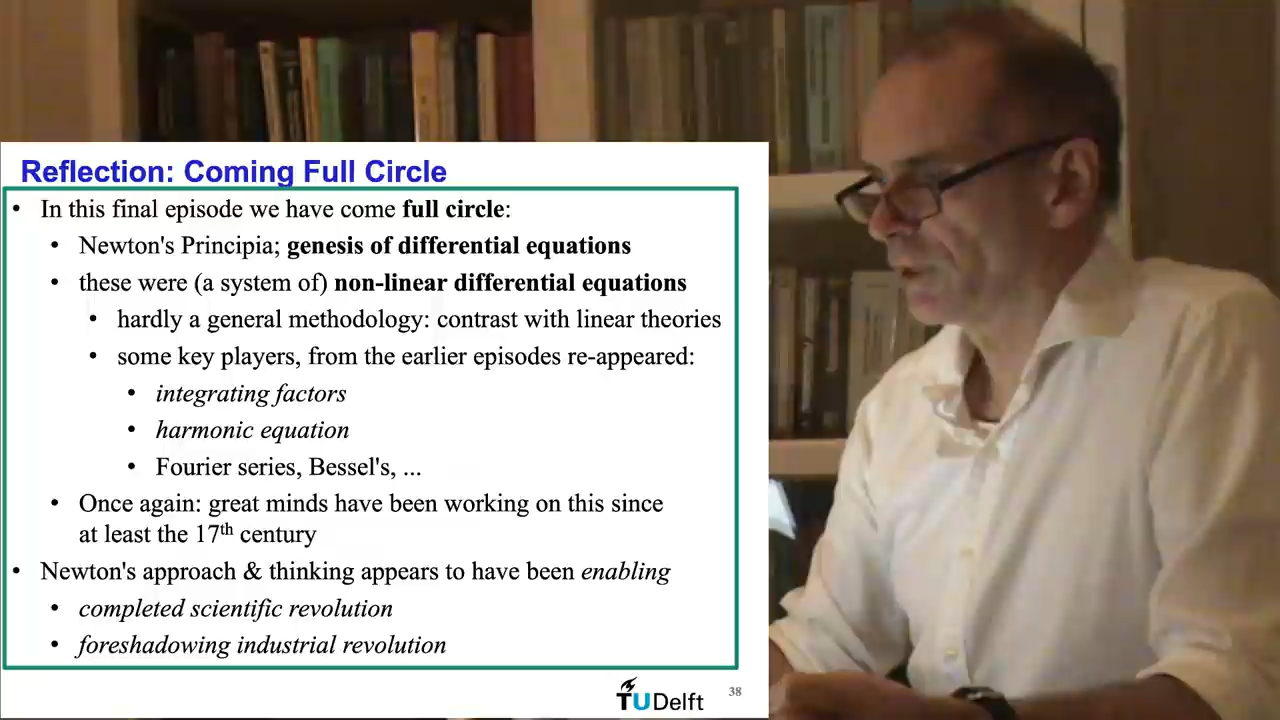 Reflection: Coming Full Circle
• In this final episode we have come full circle:
• Newton's Principia; genesis of differential equations
• these were (a system of) non-linear differential equations
• hardly a general methodology: contrast with linear theories
• some key players, from the earlier episodes re-appeared:
• integrating factors
• harmonic equation
• Fourier series, Bessel's, ...
• Once again: great minds have been working on this since
at least the 17th century
• Newton's approach & thinking appears to have been enabling
• completed scientific revolution
• foreshadowing industrial revolution
TUDelft
38